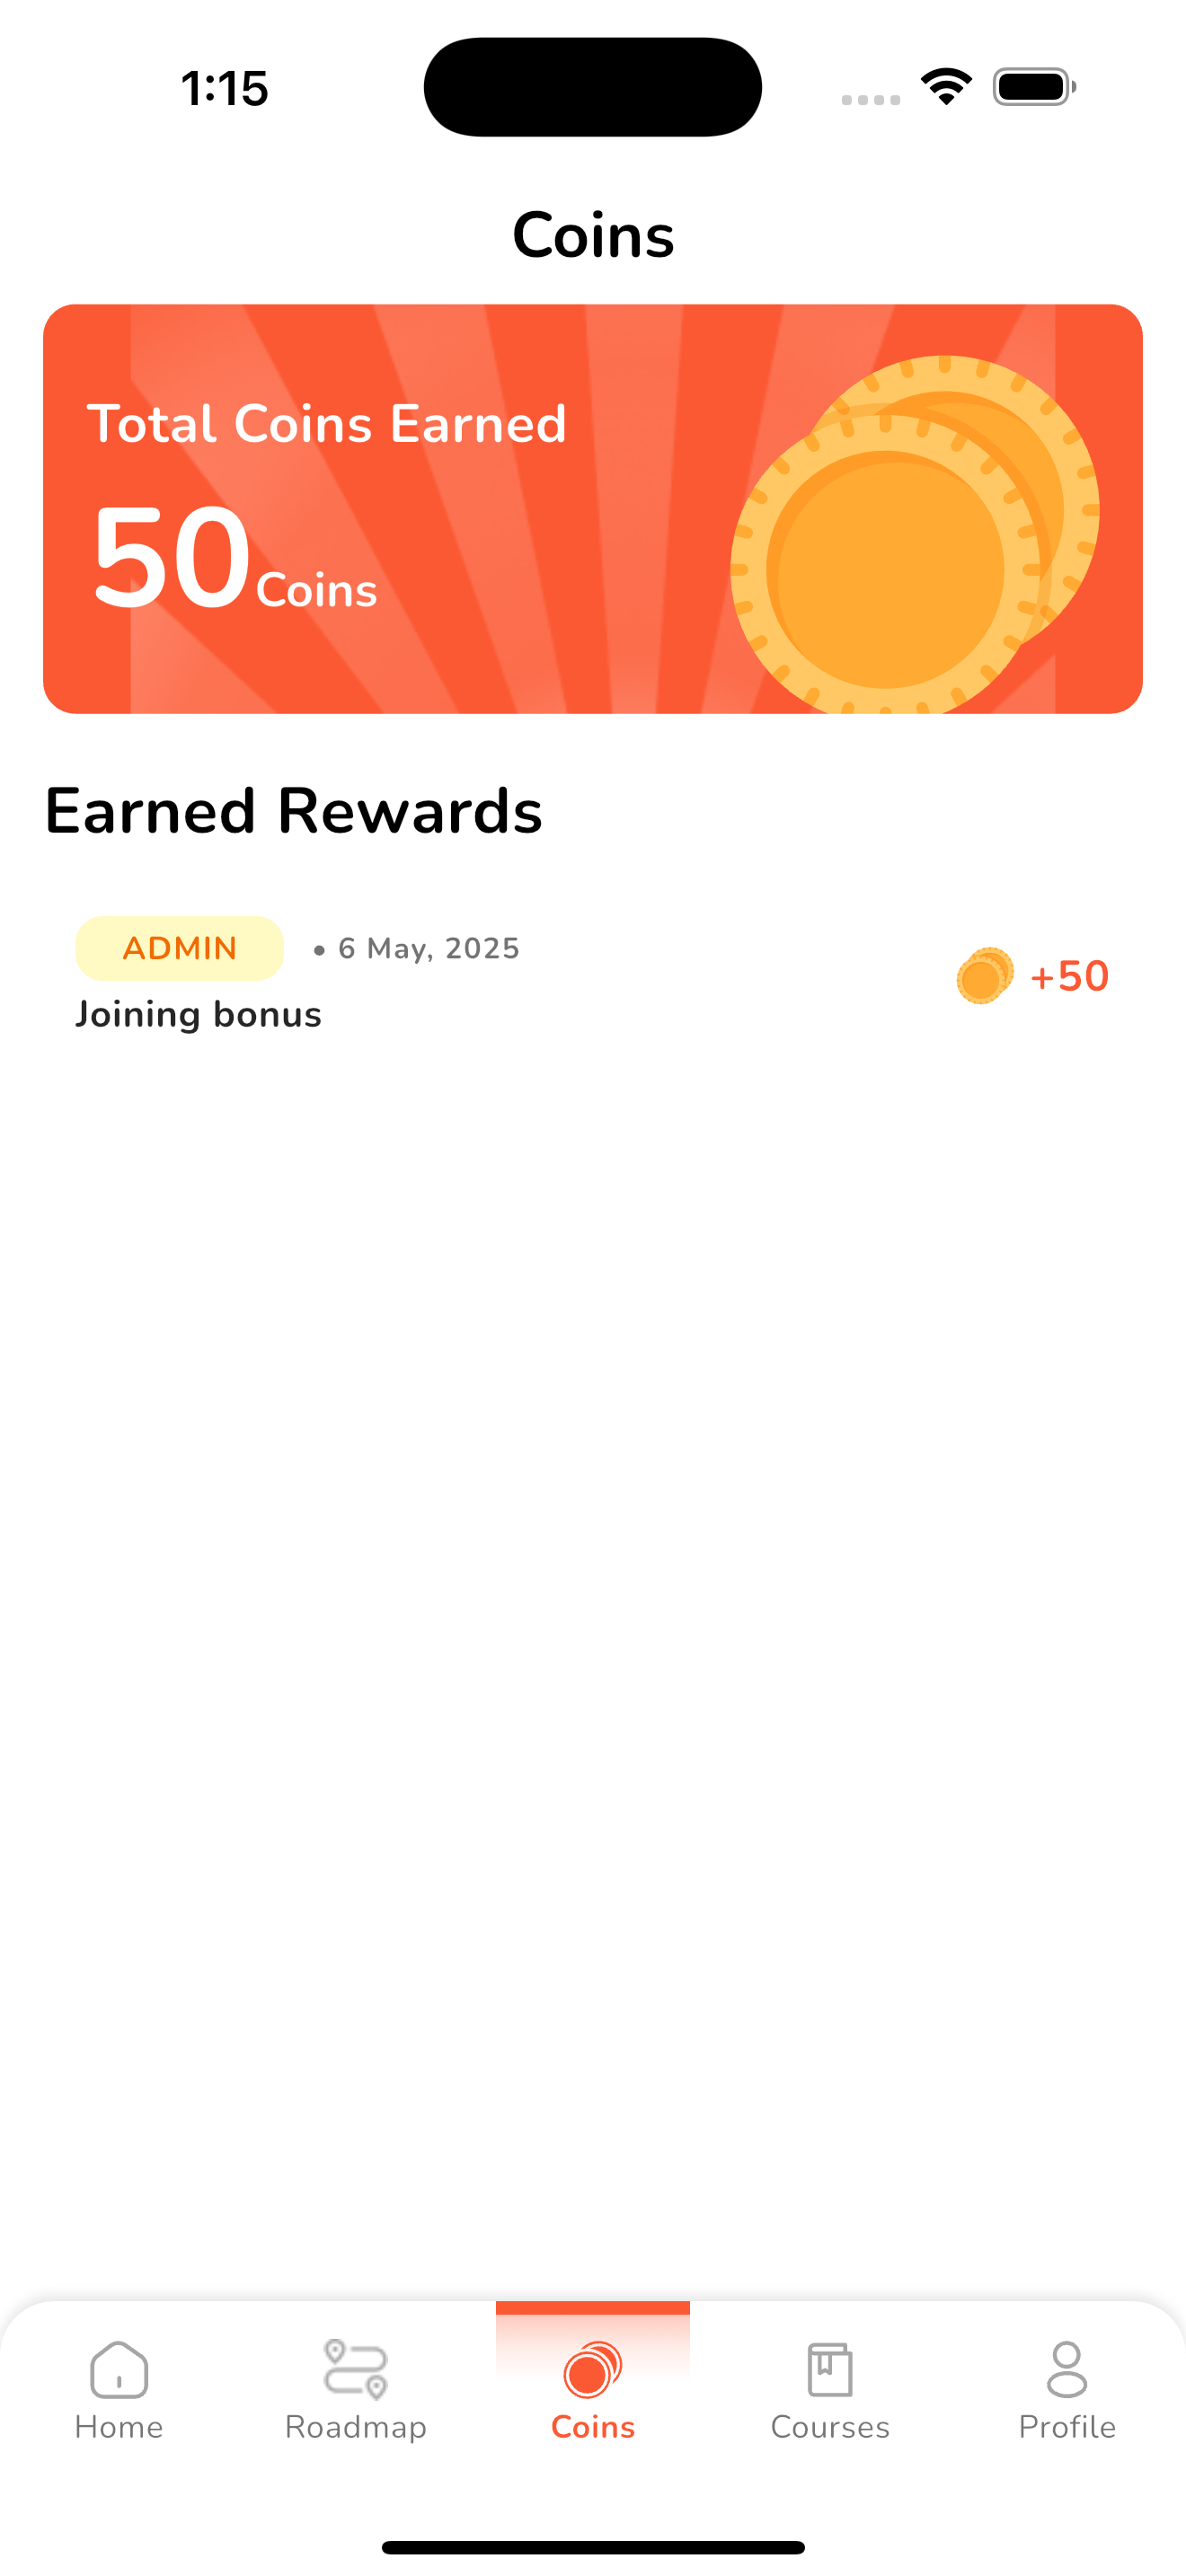 1:15
Coins
Total Coins Earned
50 Coins
Earned Rewards
ADMIN • 6 May, 2025
+50
Joining bonus
Home Roadmap Coins Courses Profile